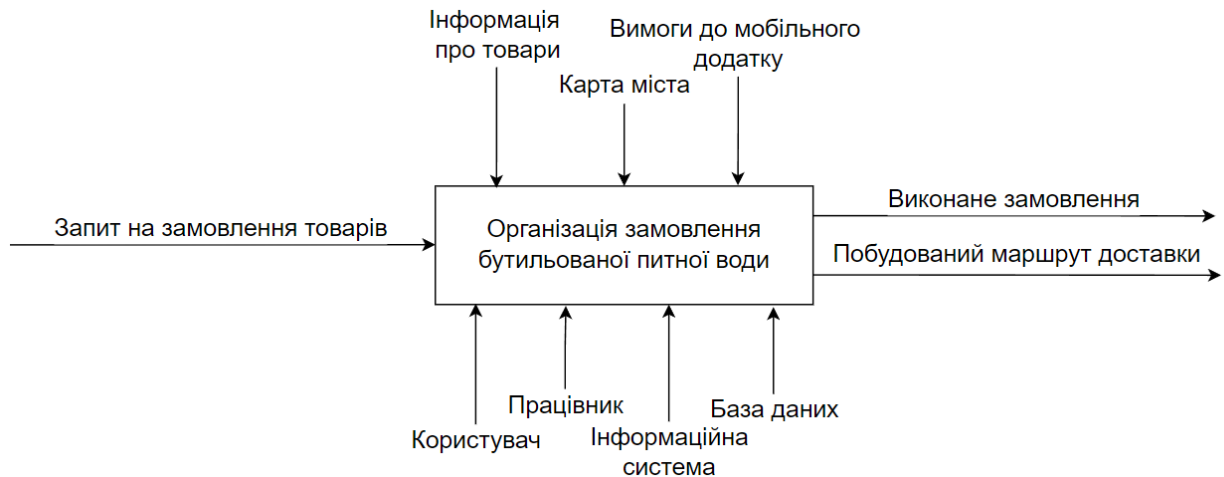 Інформація
про товари
Карта міста
Вимоги до мобільного
додатку
Запит на замовлення товарів
Організація замовлення
бутильованої питної води
Виконане замовлення
Побудований маршрут доставки
Користувач
Працівник
Інформаційна
система
База даних